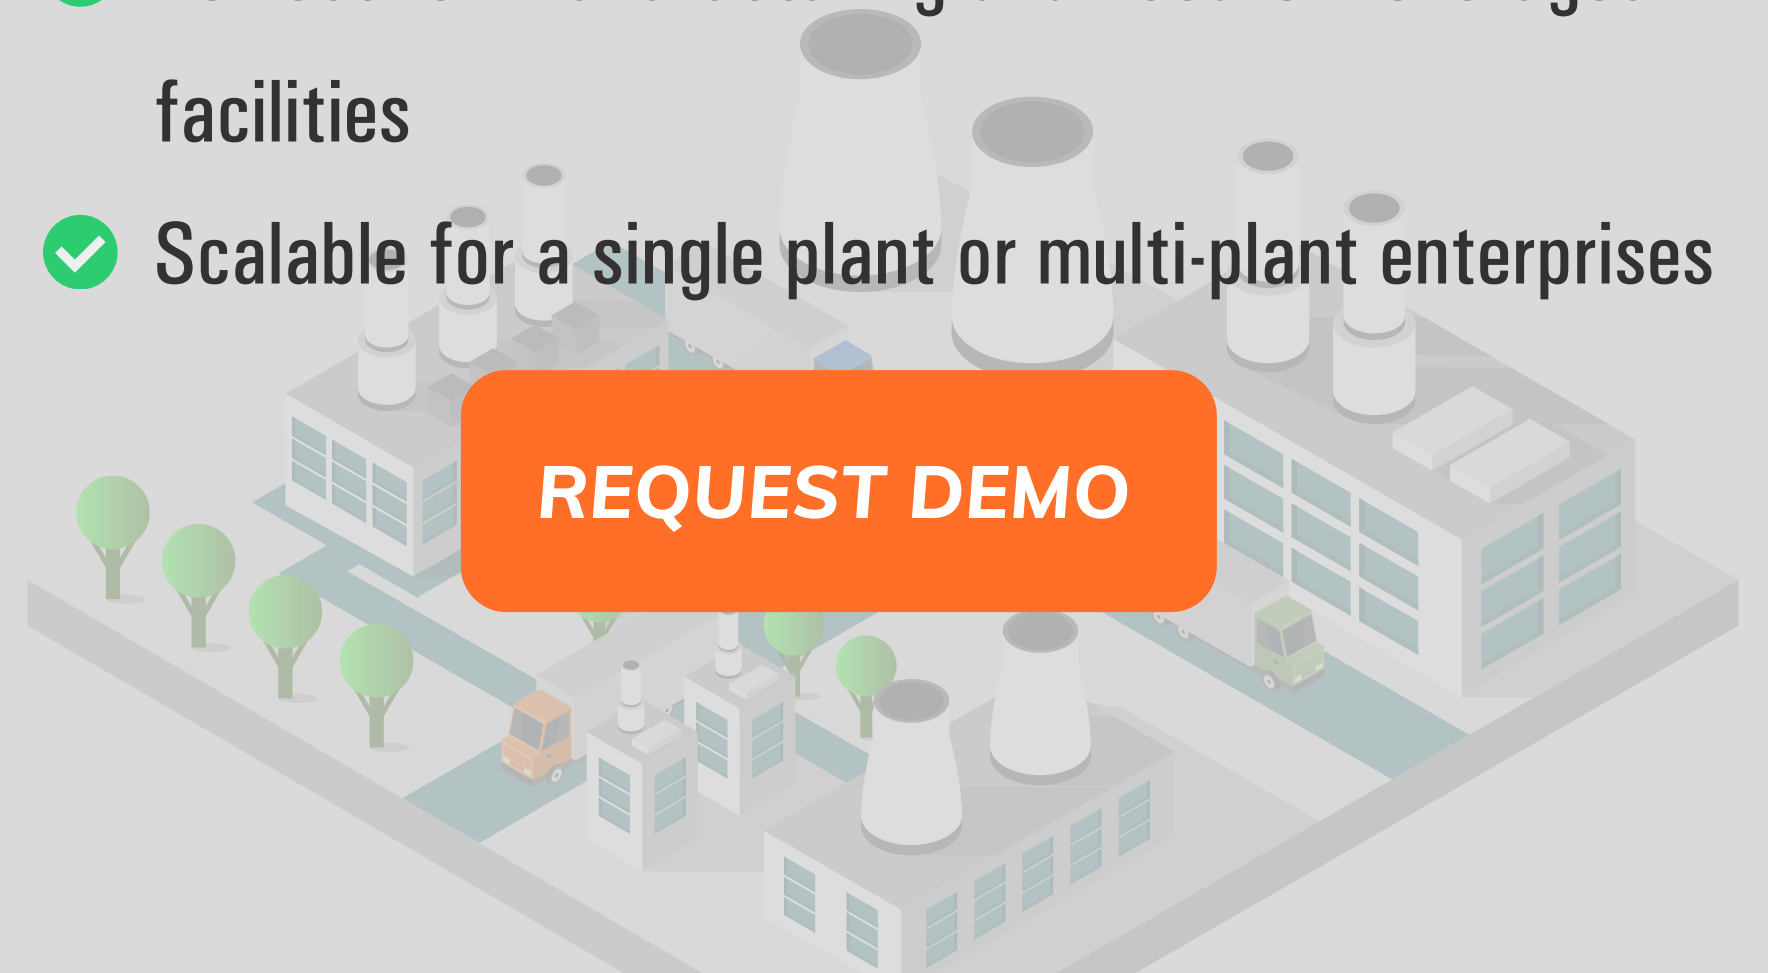 facilities
Scalable for a single plant or multi-plant enterprises
REQUEST DEMO